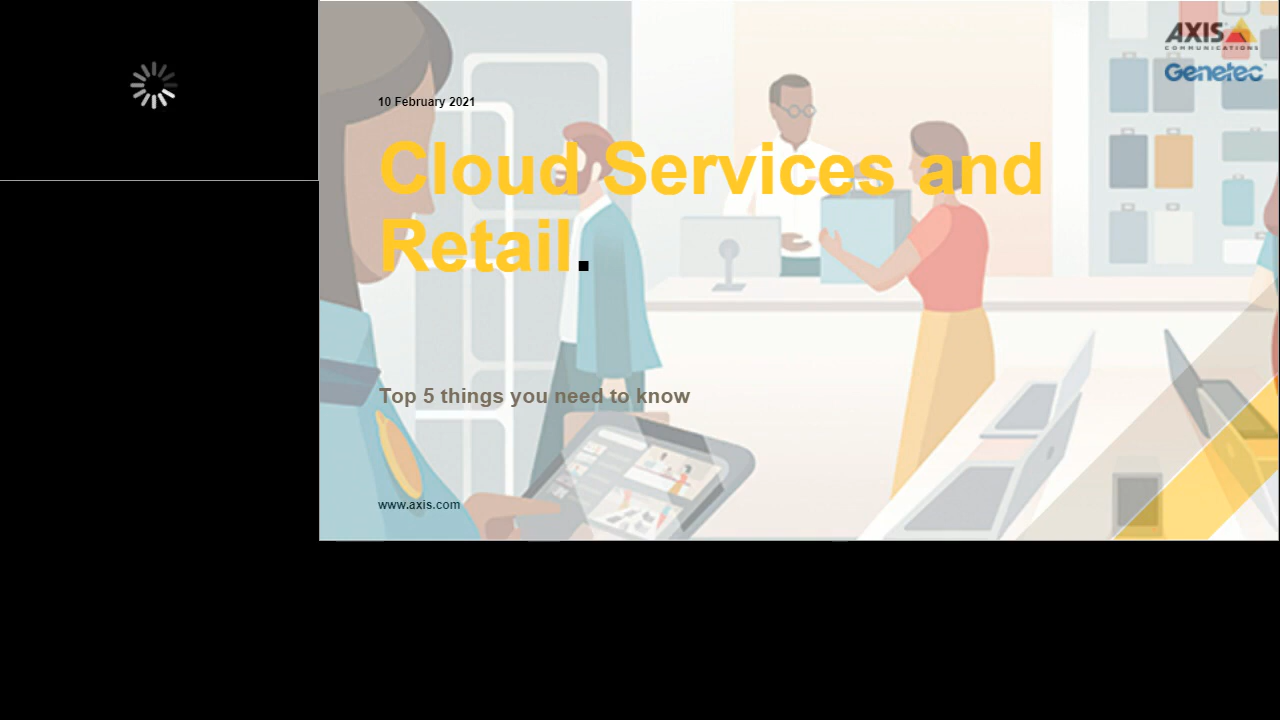 AXIS
COMMUNICATIONS
Genetec
10 February 2021
Cloud Services and
Retail.
Top 5 things you need to know
www.axis.com